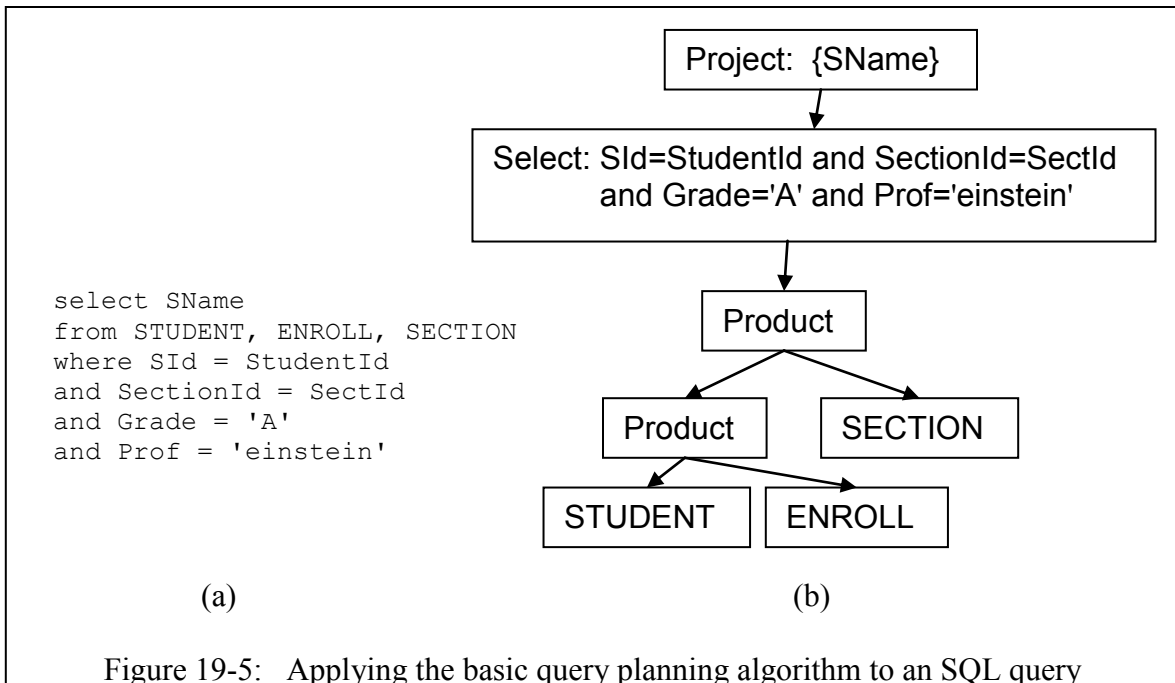 Project: {SName}
Select: SId=StudentId and SectionId=SectId
and Grade='A' and Prof='einstein'
Product
Product
SECTION
STUDENT
ENROLL
select SName
from STUDENT, ENROLL, SECTION
where SId = StudentId
and SectionId = SectId
and Grade = 'A'
and Prof = 'einstein'
(a)
(b)
Figure 19-5: Applying the basic query planning algorithm to an SQL query